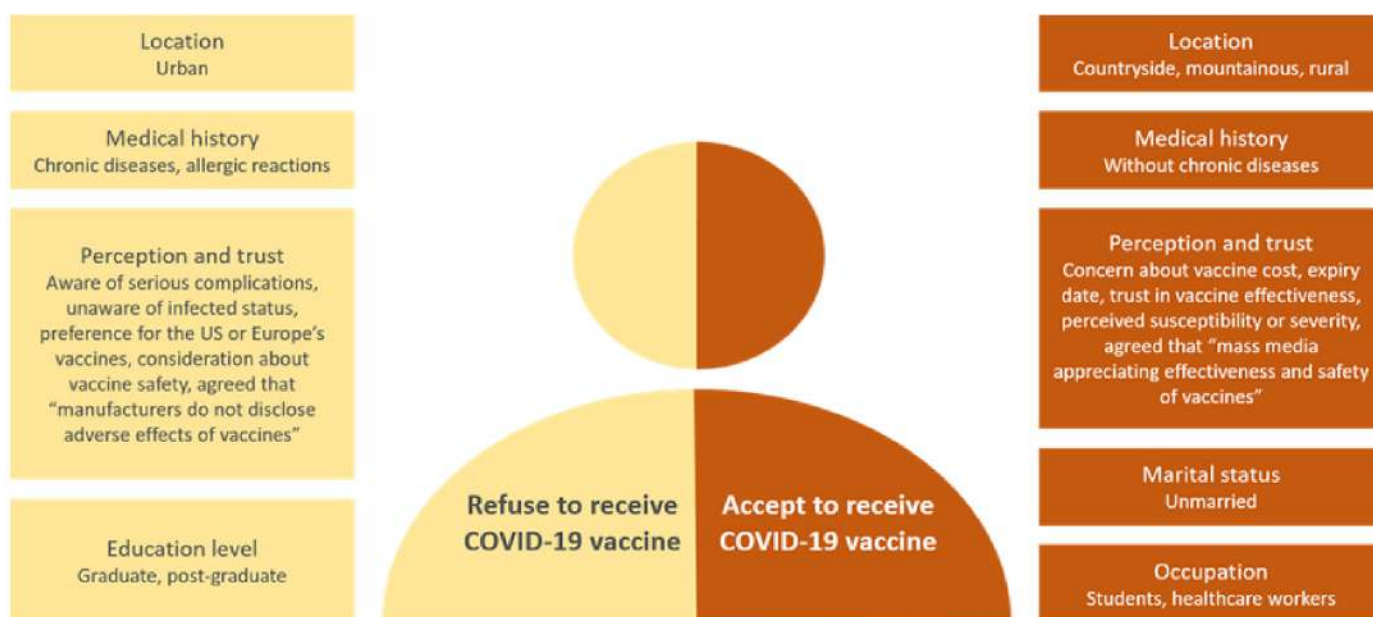 Location
Urban
Medical history
Chronic diseases, allergic reactions
Perception and trust
Aware of serious complications,
unaware of infected status,
preference for the US or Europe's
vaccines, consideration about
vaccine safety, agreed that
“manufacturers do not disclose
adverse effects of vaccines”
Education level
Graduate, post-graduate
Refuse to receive
COVID-19 vaccine
Accept to receive
COVID-19 vaccine
Location
Countryside, mountainous, rural
Medical history
Without chronic diseases
Perception and trust
Concern about vaccine cost, expiry
date, trust in vaccine effectiveness,
perceived susceptibility or severity,
agreed that “mass media
appreciating effectiveness and safety
of vaccines”
Marital status
Unmarried
Occupation
Students, healthcare workers